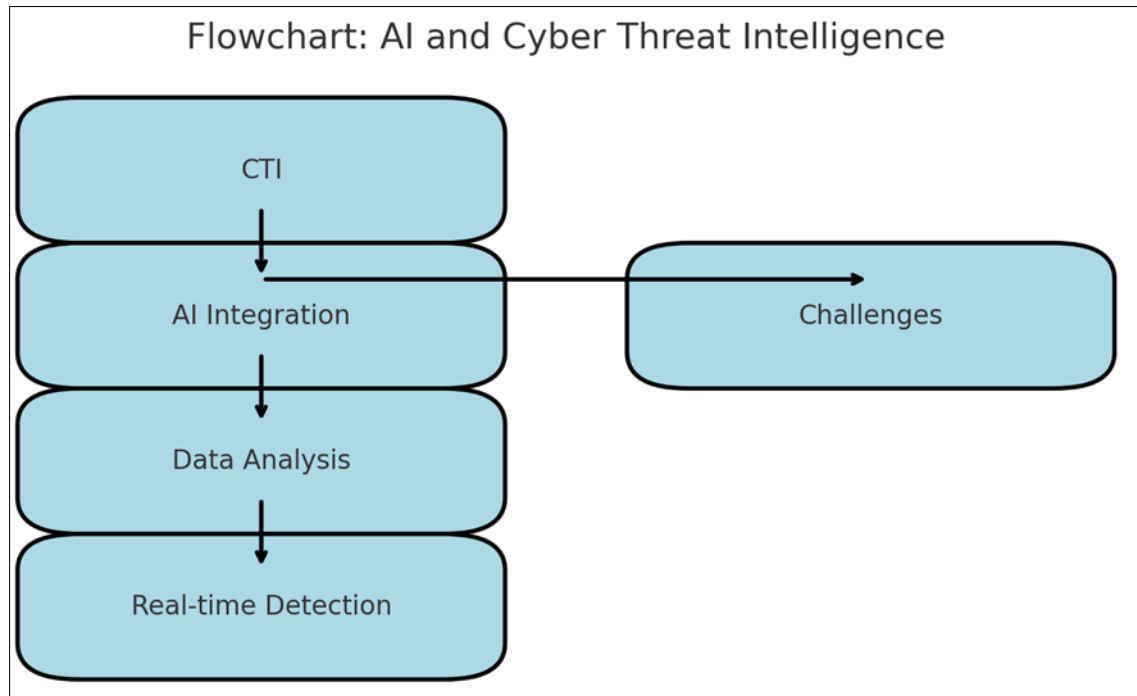 Flowchart: AI and Cyber Threat Intelligence
CTI
AI Integration
Challenges
Data Analysis
Real-time Detection